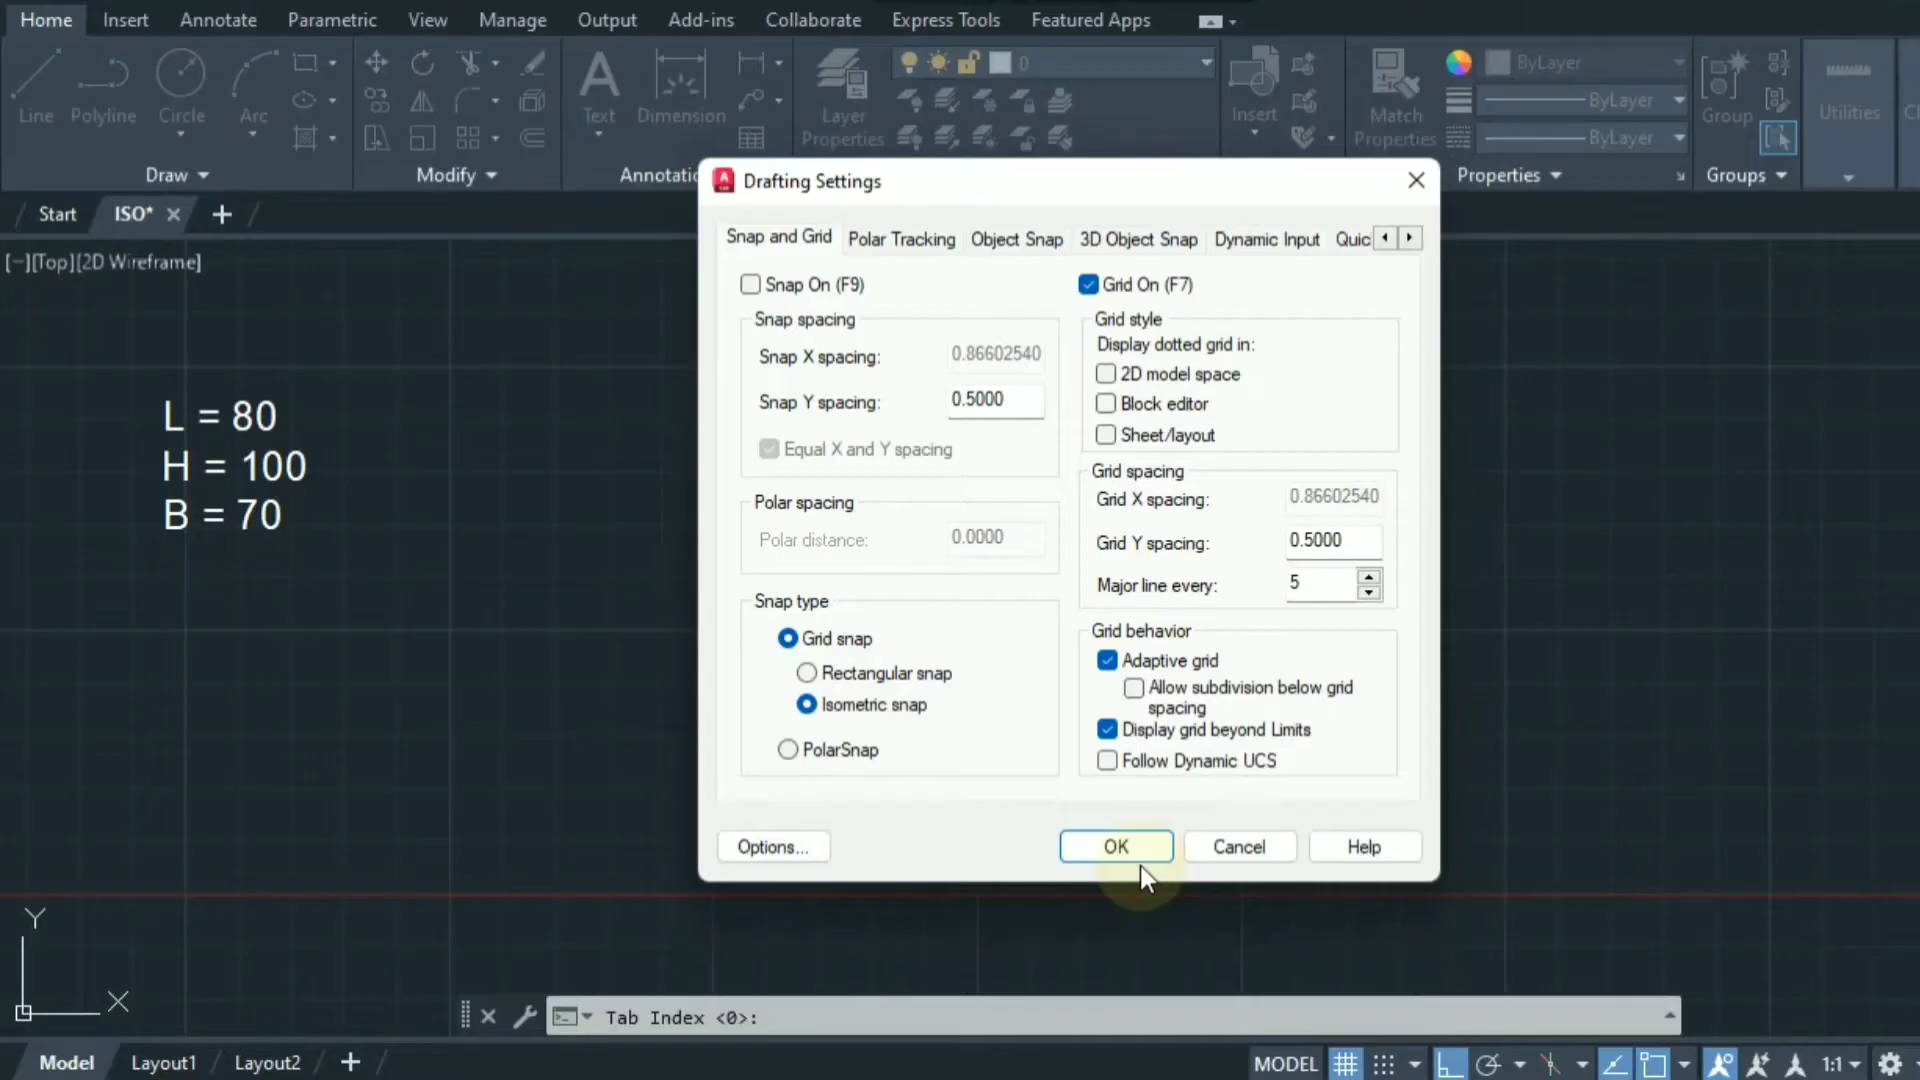 Home Insert Annotate Parametric View Manage Output Add-ins Collaborate Express Tools Featured Apps
Line Polyline Circle Arc
Text Dimension
Layer Properties
0
Insert
Match Properties
ByLayer
ByLayer
ByLayer
Group
Utilities
Draw Modify Properties Groups
Start ISO*
[−][Top][2D Wireframe]
L = 80
H = 100
B = 70
Drafting Settings
Snap and Grid Polar Tracking Object Snap 3D Object Snap Dynamic Input Quic
Snap On (F9)
Snap spacing
Snap X spacing: 0.86602540
Snap Y spacing: 0.5000
Equal X and Y spacing
Polar spacing
Polar distance: 0.0000
Snap type
Grid snap
Rectangular snap
Isometric snap
PolarSnap
Grid On (F7)
Grid style
Display dotted grid in:
2D model space
Block editor
Sheet/layout
Grid spacing
Grid X spacing: 0.86602540
Grid Y spacing: 0.5000
Major line every: 5
Grid behavior
Adaptive grid
Allow subdivision below grid
spacing
Display grid beyond Limits
Follow Dynamic UCS
Options... OK Cancel Help
Y
X
Tab Index <0>:
Model Layout1 Layout2
MODEL 1:1